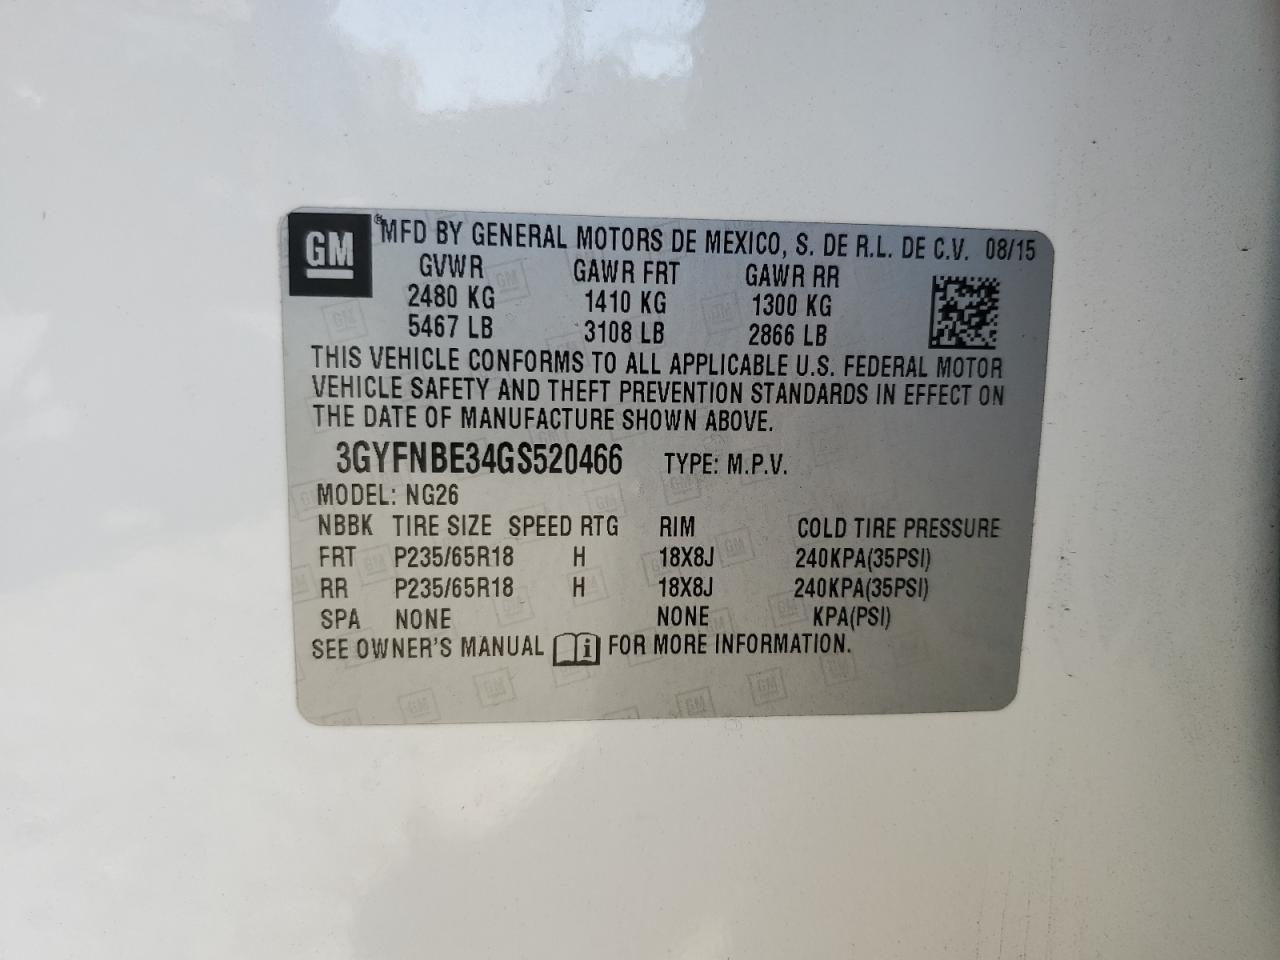 GM ® MFD BY GENERAL MOTORS DE MEXICO, S. DE R.L. DE C.V. 08/15
GVWR GAWR FRT GAWR RR
2480 KG 1410 KG 1300 KG
5467 LB 3108 LB 2866 LB
THIS VEHICLE CONFORMS TO ALL APPLICABLE U.S. FEDERAL MOTOR
VEHICLE SAFETY AND THEFT PREVENTION STANDARDS IN EFFECT ON
THE DATE OF MANUFACTURE SHOWN ABOVE.
3GYFNBE34GS520466 TYPE: M.P.V.
MODEL: NG26
NBBK TIRE SIZE SPEED RTG RIM COLD TIRE PRESSURE
FRT P235/65R18 H 18X8J 240KPA(35PSI)
RR P235/65R18 H 18X8J 240KPA(35PSI)
SPA NONE NONE KPA(PSI)
SEE OWNER'S MANUAL i FOR MORE INFORMATION.